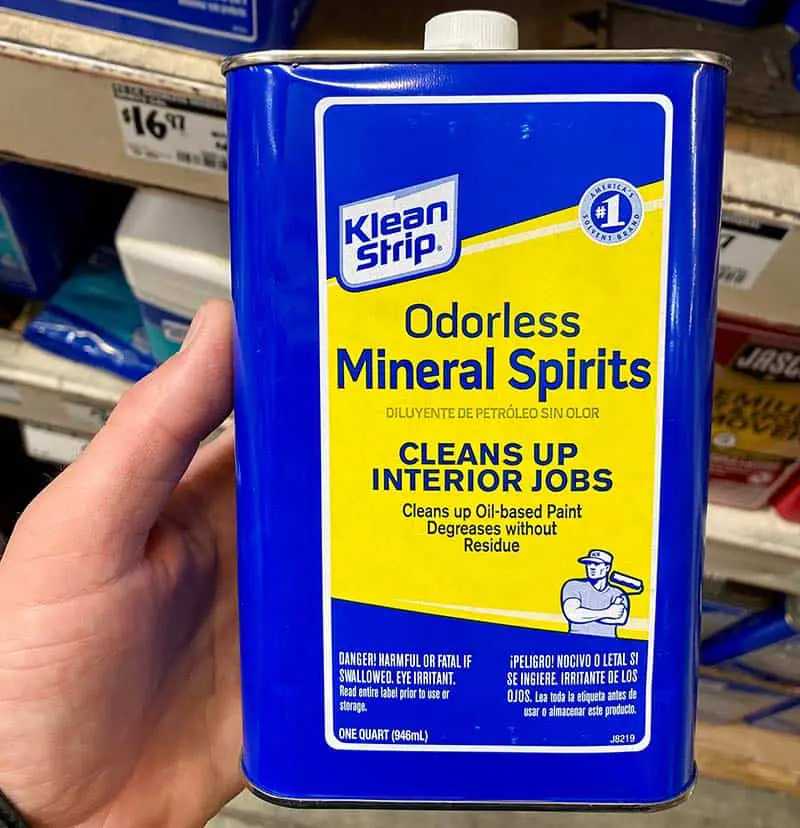 $16.97
Klean
Strip.
AMERICA'S
#1
SOLVENT BRAND
Odorless
Mineral Spirits
DILUYENTE DE PETRÓLEO SIN OLOR
CLEANS UP
INTERIOR JOBS
Cleans up Oil-based Paint
Degreases without
Residue
DANGER! HARMFUL OR FATAL IF
SWALLOWED. EYE IRRITANT.
Read entire label prior to use or
storage.
ONE QUART (946mL)
¡PELIGRO! NOCIVO O LETAL SI
SE INGIERE. IRRITANTE DE LOS
OJOS. Lea toda la etiqueta antes de
usar o almacenar este producto.
J8219